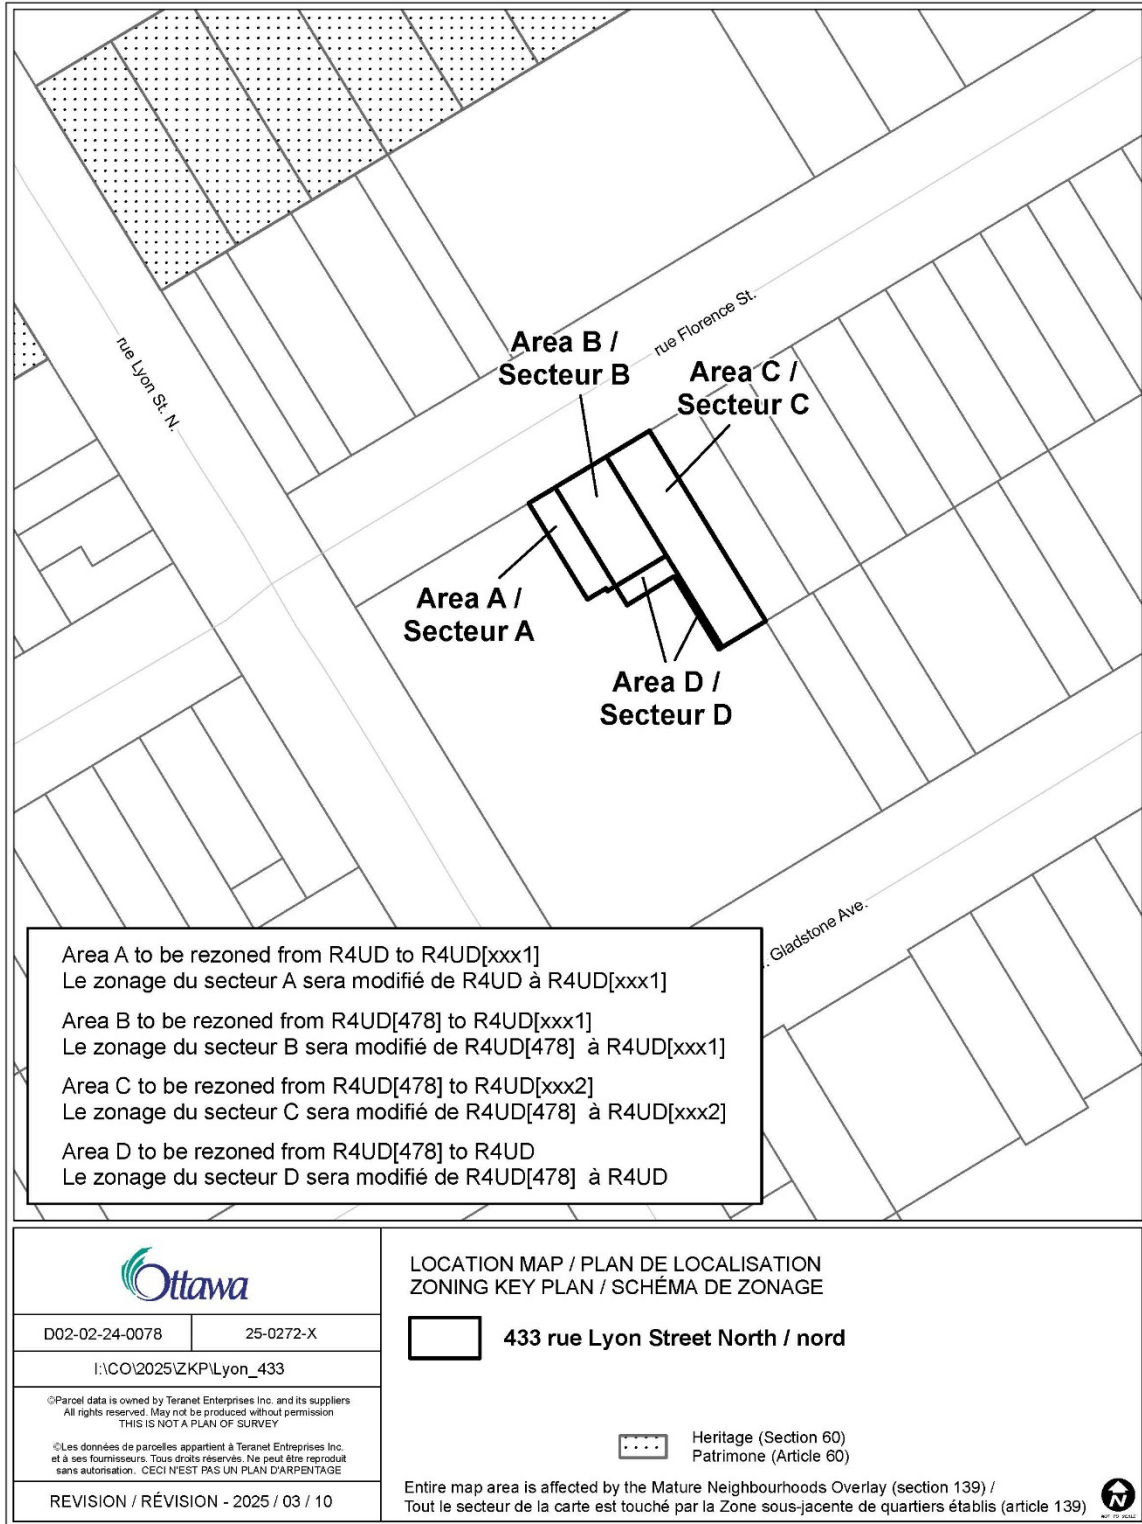 rue Lyon St. N.
rue Florence St.
Area B /
Secteur B
Area C /
Secteur C
Area A /
Secteur A
Area D /
Secteur D
. Gladstone Ave.
Area A to be rezoned from R4UD to R4UD[xxx1]
Le zonage du secteur A sera modifié de R4UD à R4UD[xxx1]
Area B to be rezoned from R4UD[478] to R4UD[xxx1]
Le zonage du secteur B sera modifié de R4UD[478] à R4UD[xxx1]
Area C to be rezoned from R4UD[478] to R4UD[xxx2]
Le zonage du secteur C sera modifié de R4UD[478] à R4UD[xxx2]
Area D to be rezoned from R4UD[478] to R4UD
Le zonage du secteur D sera modifié de R4UD[478] à R4UD
Ottawa
D02-02-24-0078
25-0272-X
I:\CO\2025\ZKP\Lyon_433
©Parcel data is owned by Teranet Enterprises Inc. and its suppliers
All rights reserved. May not be produced without permission
THIS IS NOT A PLAN OF SURVEY
©Les données de parcelles appartient à Teranet Entreprises Inc.
et à ses fournisseurs. Tous droits réservés. Ne peut être reproduit
sans autorisation. CECI N'EST PAS UN PLAN D'ARPENTAGE
REVISION / RÉVISION - 2025 / 03 / 10
LOCATION MAP / PLAN DE LOCALISATION
ZONING KEY PLAN / SCHÉMA DE ZONAGE
433 rue Lyon Street North / nord
Heritage (Section 60)
Patrimone (Article 60)
Entire map area is affected by the Mature Neighbourhoods Overlay (section 139) /
Tout le secteur de la carte est touché par la Zone sous-jacente de quartiers établis (article 139)
N
NOT TO SCALE